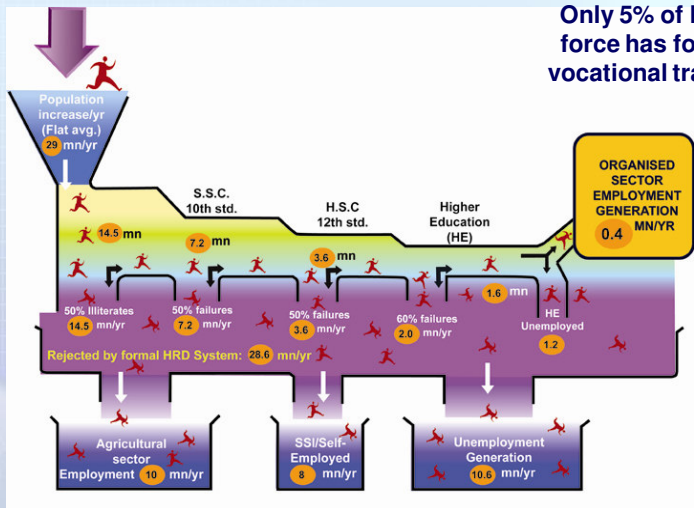 Only 5% of
force has
vocational
Population
increase/yr
(Flat avg.)
29 mn/yr
14.5 mn
S.S.C.
10th std.
7.2 mn
H.S.C
12th std.
3.6 mn
Higher
Education
(HE)
ORGANISED
SECTOR
EMPLOYMENT
GENERATION
0.4 MN/YR
50% Illiterates
14.5 mn/yr
50% failures
7.2 mn/yr
50% failures
3.6 mn/yr
60% failures
2.0 mn/yr
1.6 mn
HE
Unemployed
1.2
Rejected by formal HRD System: 28.6 mn/yr
Agricultural
sector
Employment 10 mn/yr
SSI/Self-
Employed
8 mn/yr
Unemployment
Generation
10.6 mn/yr